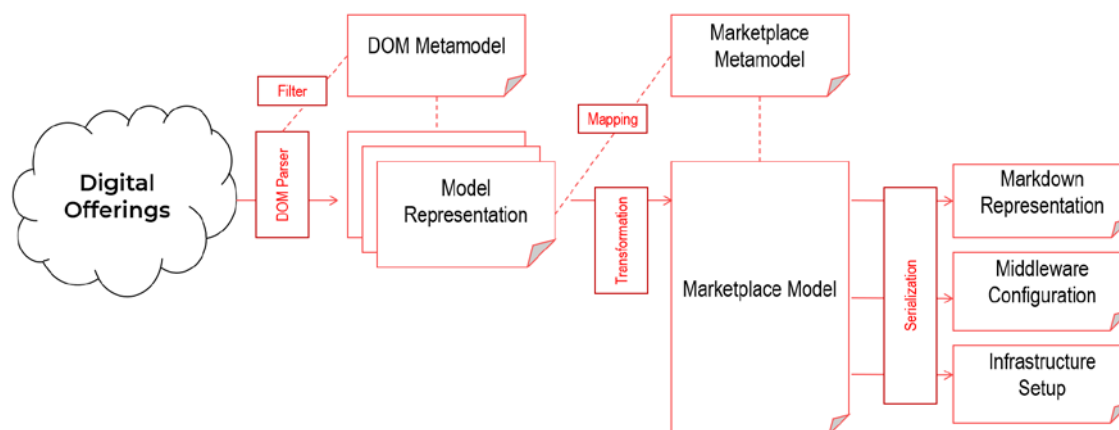 DOM Metamodel
Marketplace
Metamodel
Filter
Mapping
Digital
Offerings
DOM Parser
Model
Representation
Transformation
Marketplace Model
Serialization
Markdown
Representation
Middleware
Configuration
Infrastructure
Setup